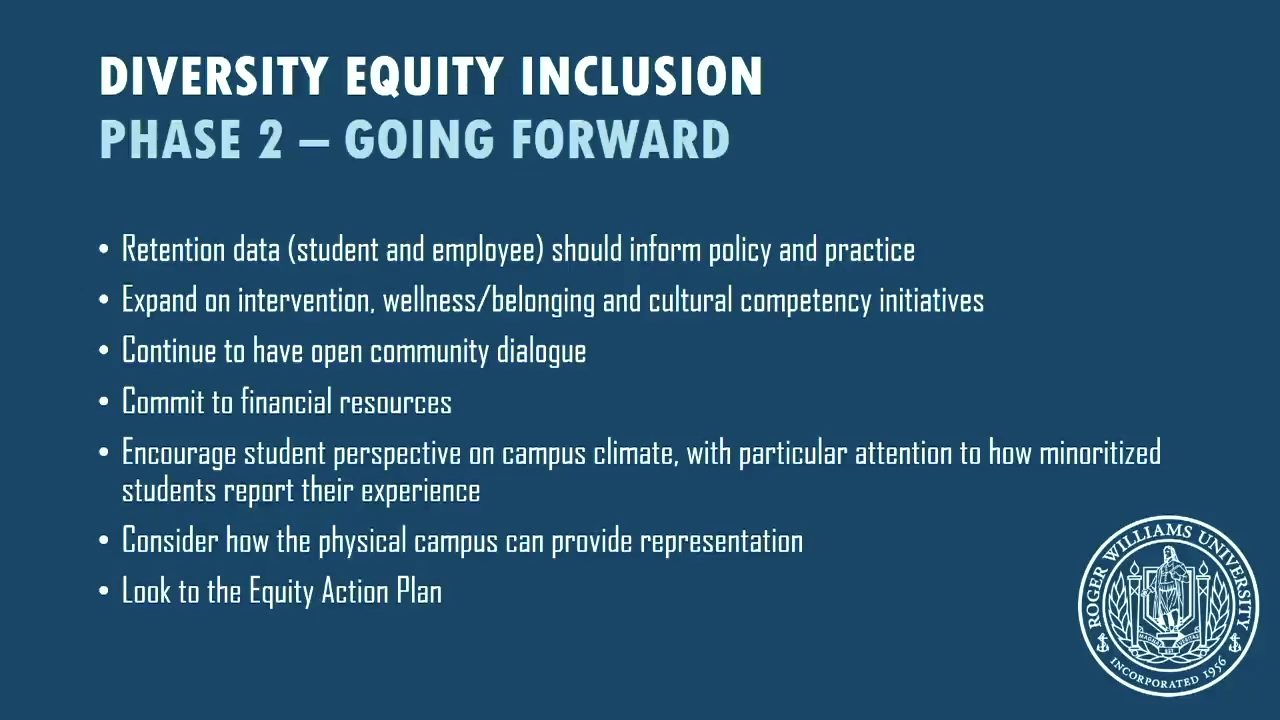 DIVERSITY EQUITY INCLUSION
PHASE 2 – GOING FORWARD
• Retention data (student and employee) should inform policy and practice
• Expand on intervention, wellness/belonging and cultural competency initiatives
• Continue to have open community dialogue
• Commit to financial resources
• Encourage student perspective on campus climate, with particular attention to how minoritized
students report their experience
• Consider how the physical campus can provide representation
• Look to the Equity Action Plan
ROGER WILLIAMS UNIVERSITY
INCORPORATED 1956